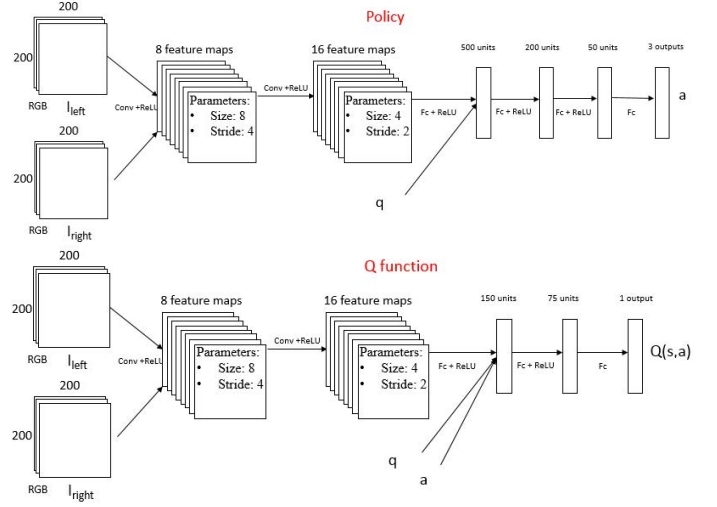 Policy
200
200
RGB
I left
200
200
RGB
I right
8 feature maps
Conv +ReLU
Parameters:
• Size: 8
• Stride: 4
Conv +ReLU
16 feature maps
Parameters:
• Size: 4
• Stride: 2
Fc + ReLU
q
500 units
Fc + ReLU
200 units
Fc + ReLU
50 units
Fc
3 outputs
a
Q function
200
200
RGB
I left
200
200
RGB
I right
8 feature maps
Conv +ReLU
Parameters:
• Size: 8
• Stride: 4
Conv +ReLU
16 feature maps
Parameters:
• Size: 4
• Stride: 2
Fc + ReLU
q
a
150 units
Fc + ReLU
75 units
Fc
1 output
Q(s,a)